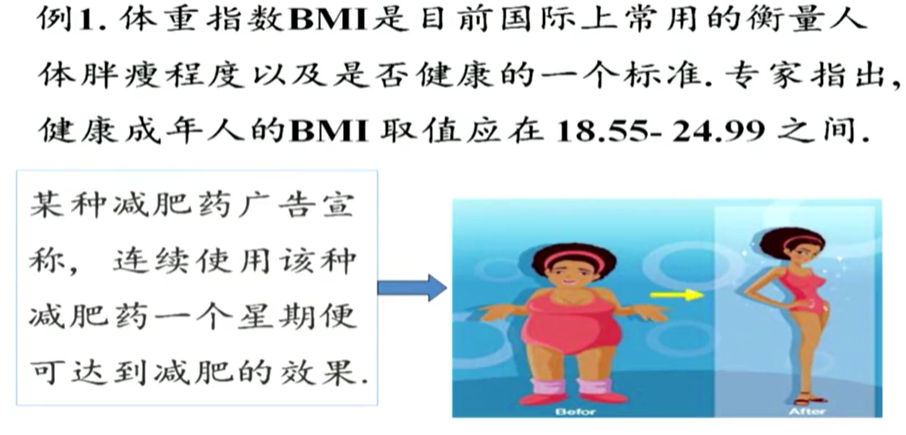 例1. 体重指数BMI是目前国际上常用的衡量人
体胖瘦程度以及是否健康的一个标准. 专家指出,
健康成年人的BMI 取值应在 18.55- 24.99 之间.
某种减肥药广告宣
称, 连续使用该种
减肥药一个星期便
可达到减肥的效果.
Befor
After